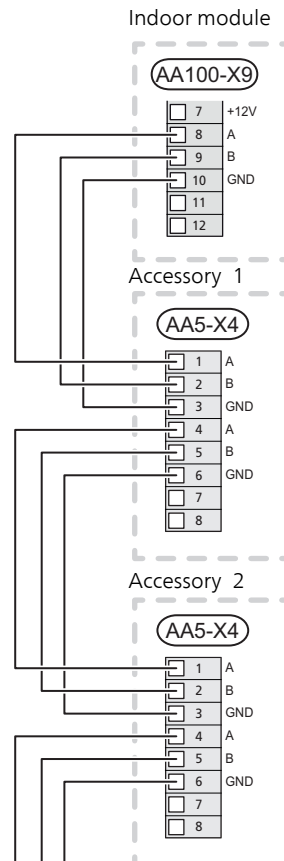 Indoor module
AA100-X9
7 +12V
8 A
9 B
10 GND
11
12
Accessory 1
AA5-X4
1 A
2 B
3 GND
4 A
5 B
6 GND
7
8
Accessory 2
AA5-X4
1 A
2 B
3 GND
4 A
5 B
6 GND
7
8